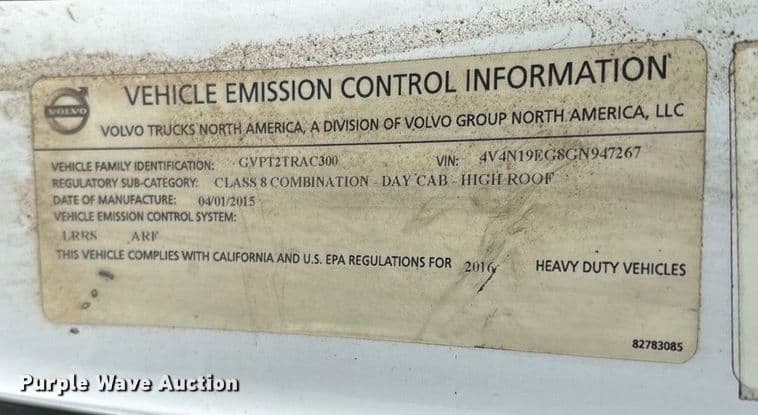 VOLVO
VEHICLE EMISSION CONTROL INFORMATION
VOLVO TRUCKS NORTH AMERICA, A DIVISION OF VOLVO GROUP NORTH AMERICA, LLC
VEHICLE FAMILY IDENTIFICATION: GVPT2TRAC300 VIN: 4V4N19EG8GN947267
REGULATORY SUB-CATEGORY: CLASS 8 COMBINATION - DAY CAB - HIGH ROOF
DATE OF MANUFACTURE: 04/01/2015
VEHICLE EMISSION CONTROL SYSTEM:
LRRS ARF
THIS VEHICLE COMPLIES WITH CALIFORNIA AND U.S. EPA REGULATIONS FOR 2016 HEAVY DUTY VEHICLES
82783085
Purple Wave Auction